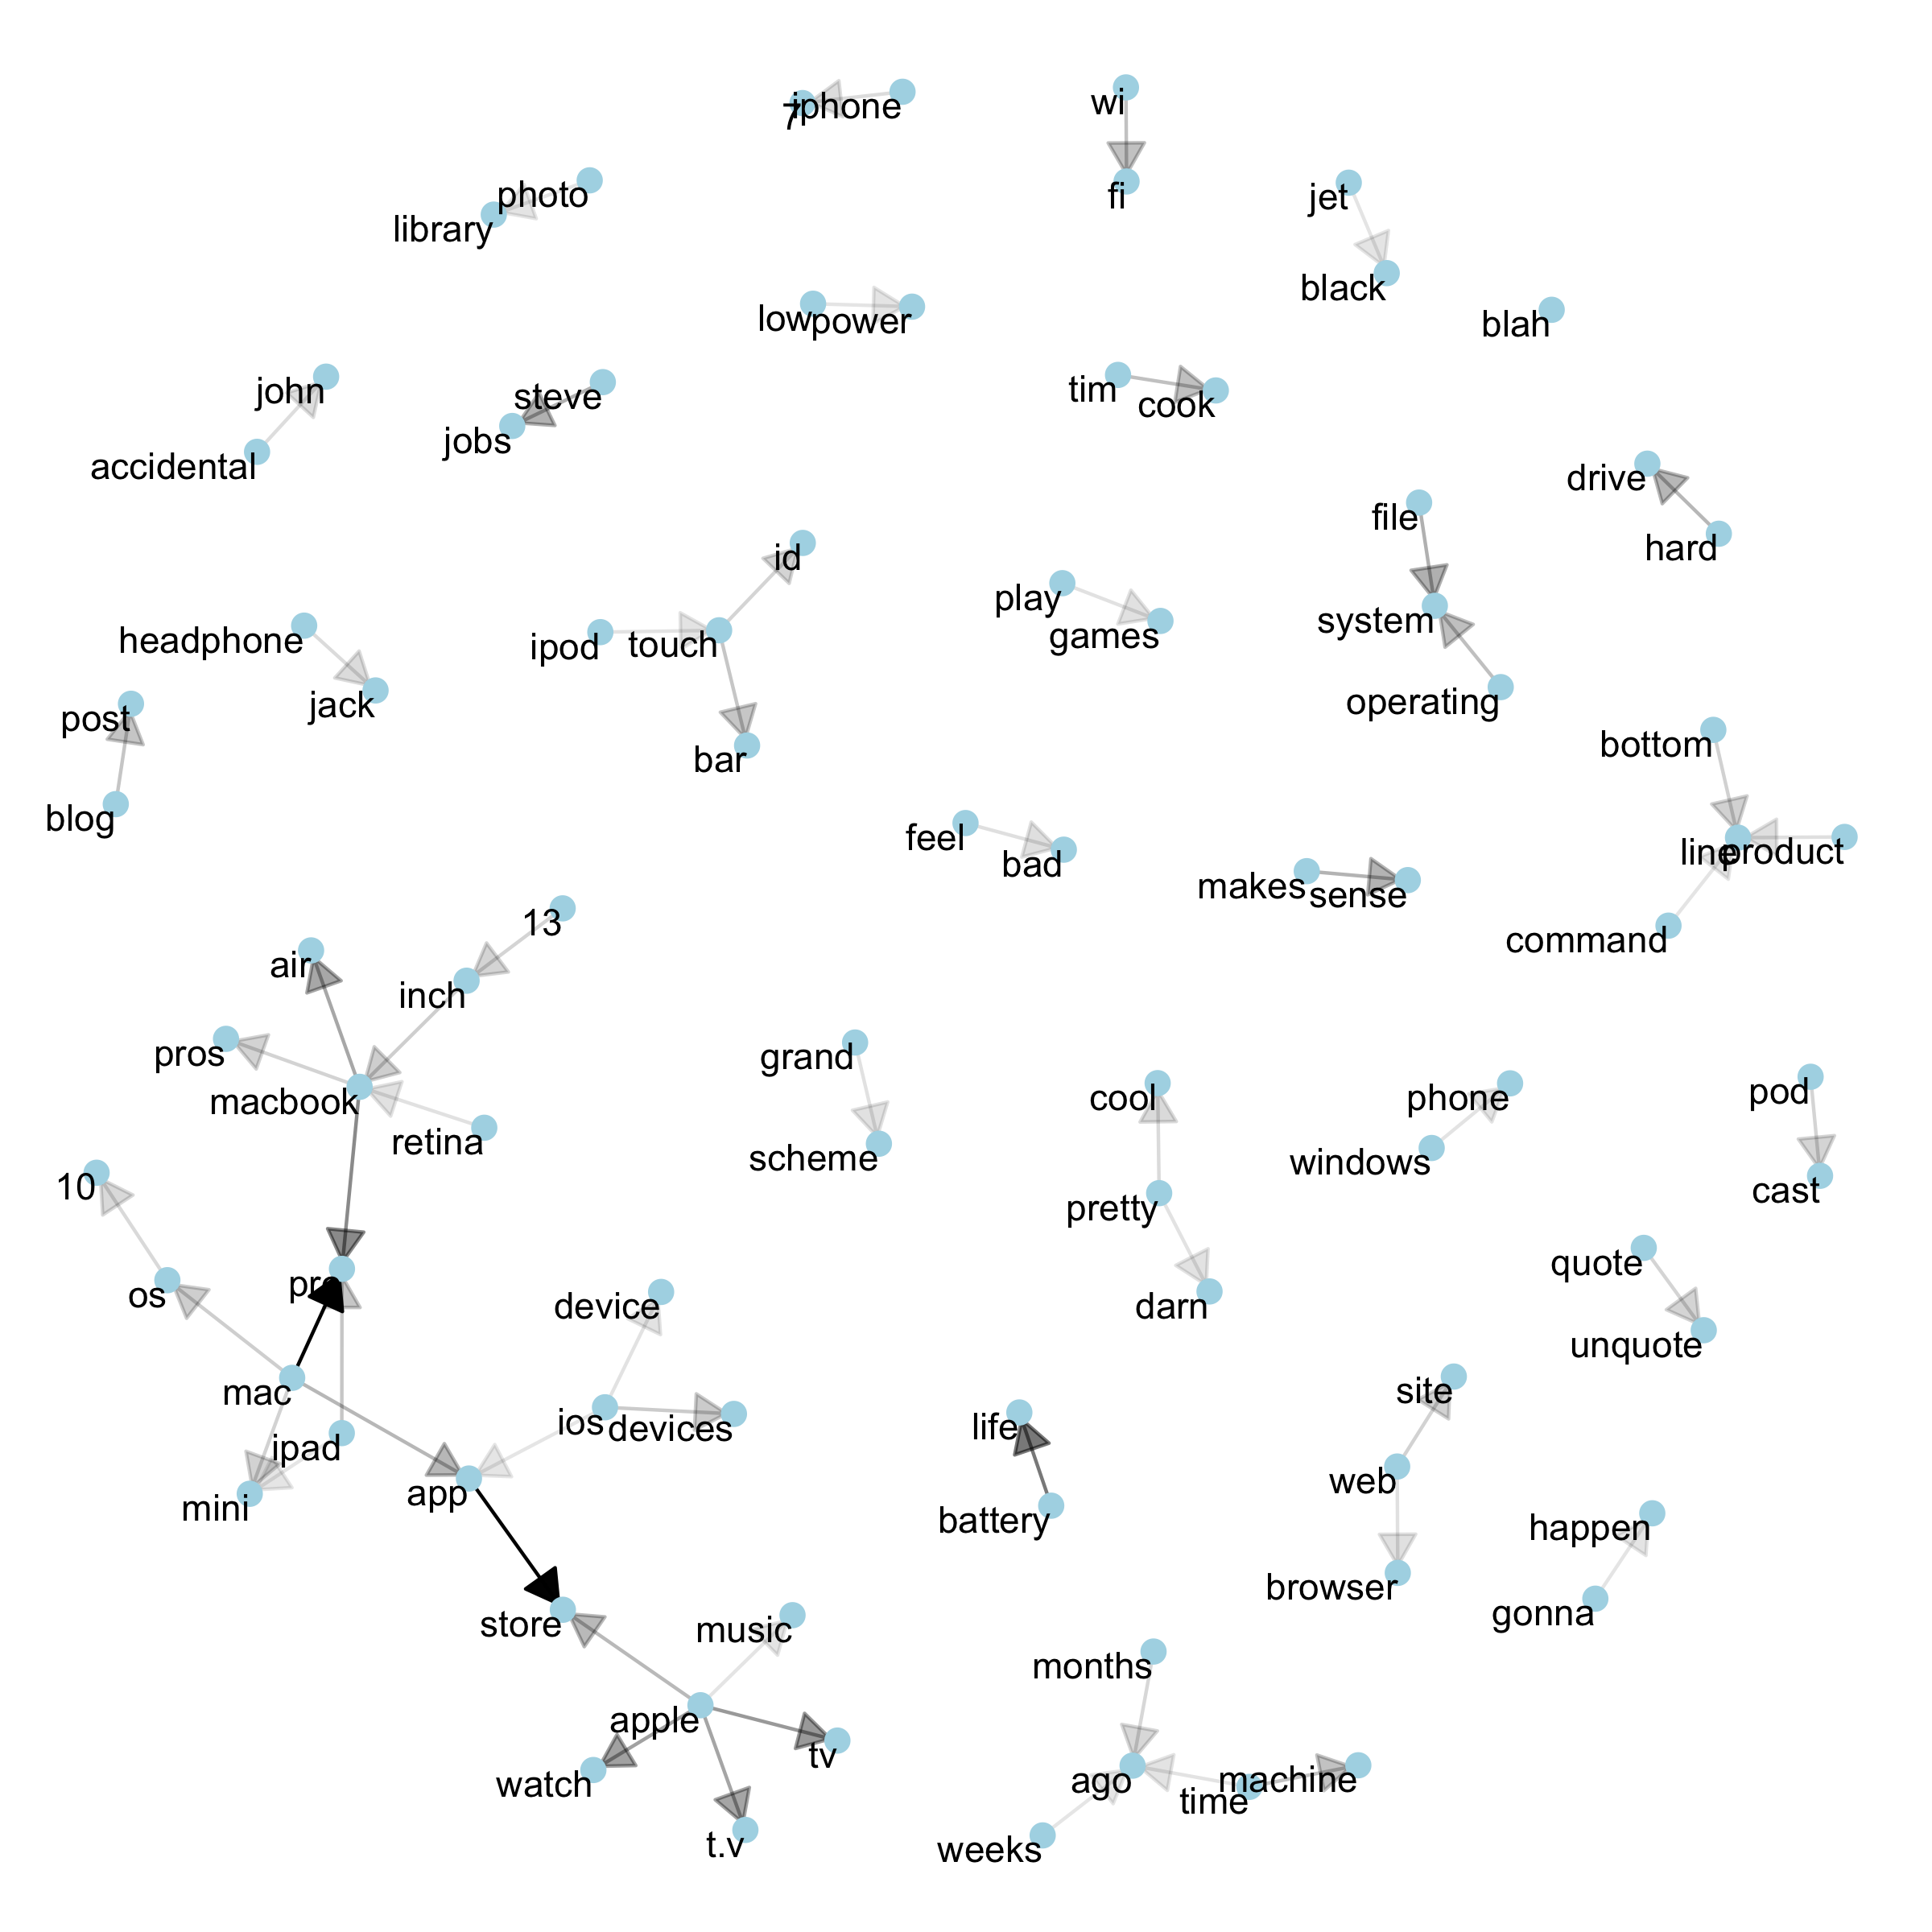 7
iphone
wi
fi
photo
library
jet
black
low
power
blah
john
accidental
steve
jobs
tim
cook
drive
hard
file
system
operating
id
ipod
touch
bar
play
games
headphone
jack
post
blog
bottom
line
product
command
feel
bad
makes
sense
13
air
inch
pros
macbook
retina
grand
scheme
cool
pretty
darn
phone
windows
pod
cast
10
os
pro
mac
ipad
mini
device
ios
devices
app
quote
unquote
life
battery
site
web
browser
happen
gonna
store
music
apple
watch
tv
t.v
months
ago
time
machine
weeks